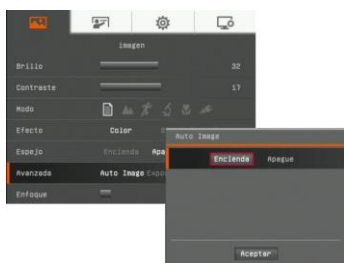 imagen
Brillo 32
Contraste 17
Modo
Efecto Color
Espejo Encienda Apa
Avanzada Auto Image Expo
Enfoque
Auto Image
Encienda Apague
Aceptar